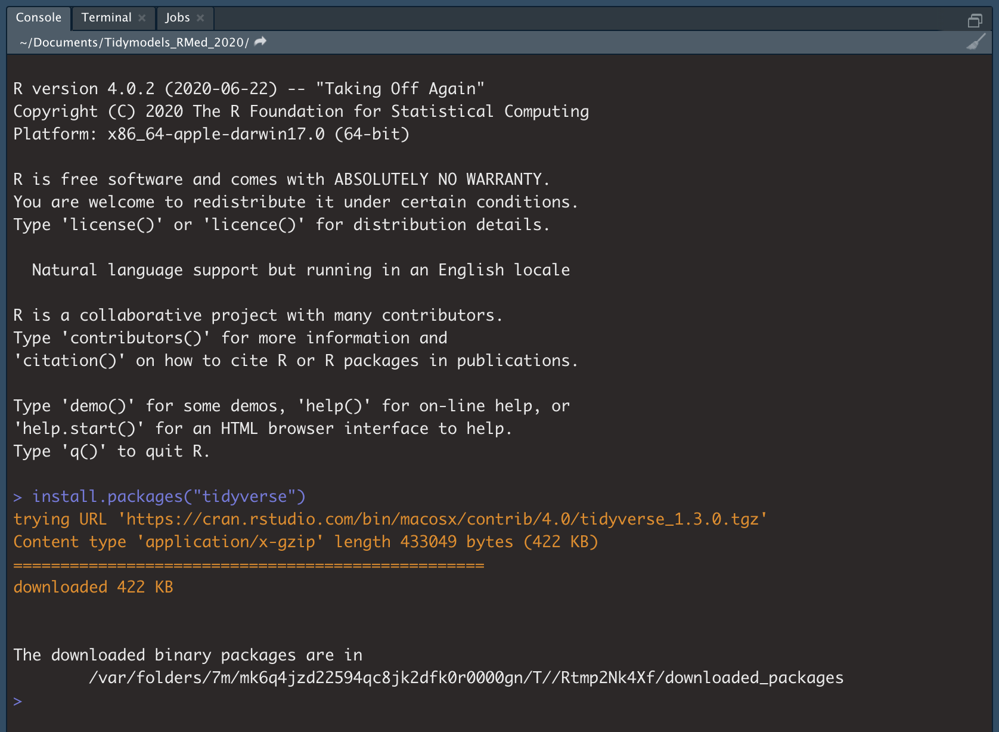 Console Terminal Jobs
~/Documents/Tidymodels_RMed_2020/
R version 4.0.2 (2020-06-22) -- "Taking Off Again"
Copyright (C) 2020 The R Foundation for Statistical Computing
Platform: x86_64-apple-darwin17.0 (64-bit)
R is free software and comes with ABSOLUTELY NO WARRANTY.
You are welcome to redistribute it under certain conditions.
Type 'license()' or 'licence()' for distribution details.
Natural language support but running in an English locale
R is a collaborative project with many contributors.
Type 'contributors()' for more information and
'citation()' on how to cite R or R packages in publications.
Type 'demo()' for some demos, 'help()' for on-line help, or
'help.start()' for an HTML browser interface to help.
Type 'q()' to quit R.
> install.packages("tidyverse")
trying URL 'https://cran.rstudio.com/bin/macosx/contrib/4.0/tidyverse_1.3.0.tgz'
Content type 'application/x-gzip' length 433049 bytes (422 KB)
==================================================
downloaded 422 KB
The downloaded binary packages are in
/var/folders/7m/mk6q4jzd22594qc8jk2dfk0r0000gn/T//Rtmp2Nk4Xf/downloaded_packages
>